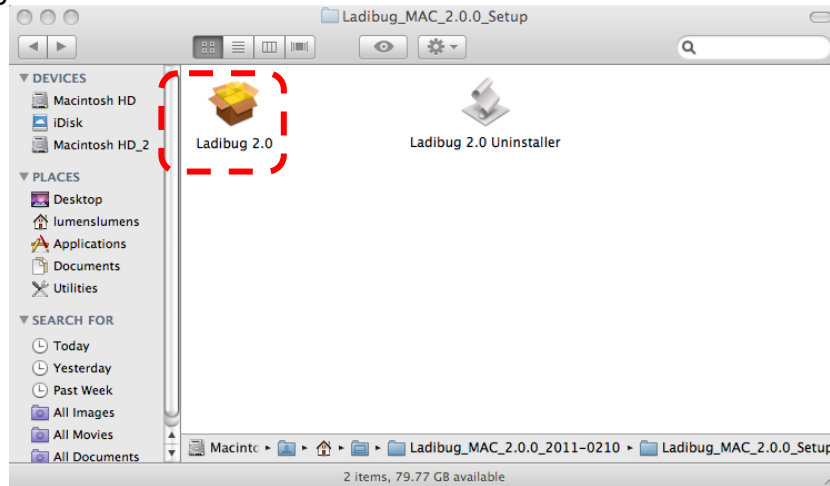 Ladibug_MAC_2.0.0_Setup
DEVICES
Macintosh HD
iDisk
Macintosh HD_2
PLACES
Desktop
lumenslumens
Applications
Documents
Utilities
SEARCH FOR
Today
Yesterday
Past Week
All Images
All Movies
All Documents
Ladibug 2.0
Ladibug 2.0 Uninstaller
Macintc Ladibug_MAC_2.0.0_2011-0210 Ladibug_MAC_2.0.0_Setup
2 items, 79.77 GB available